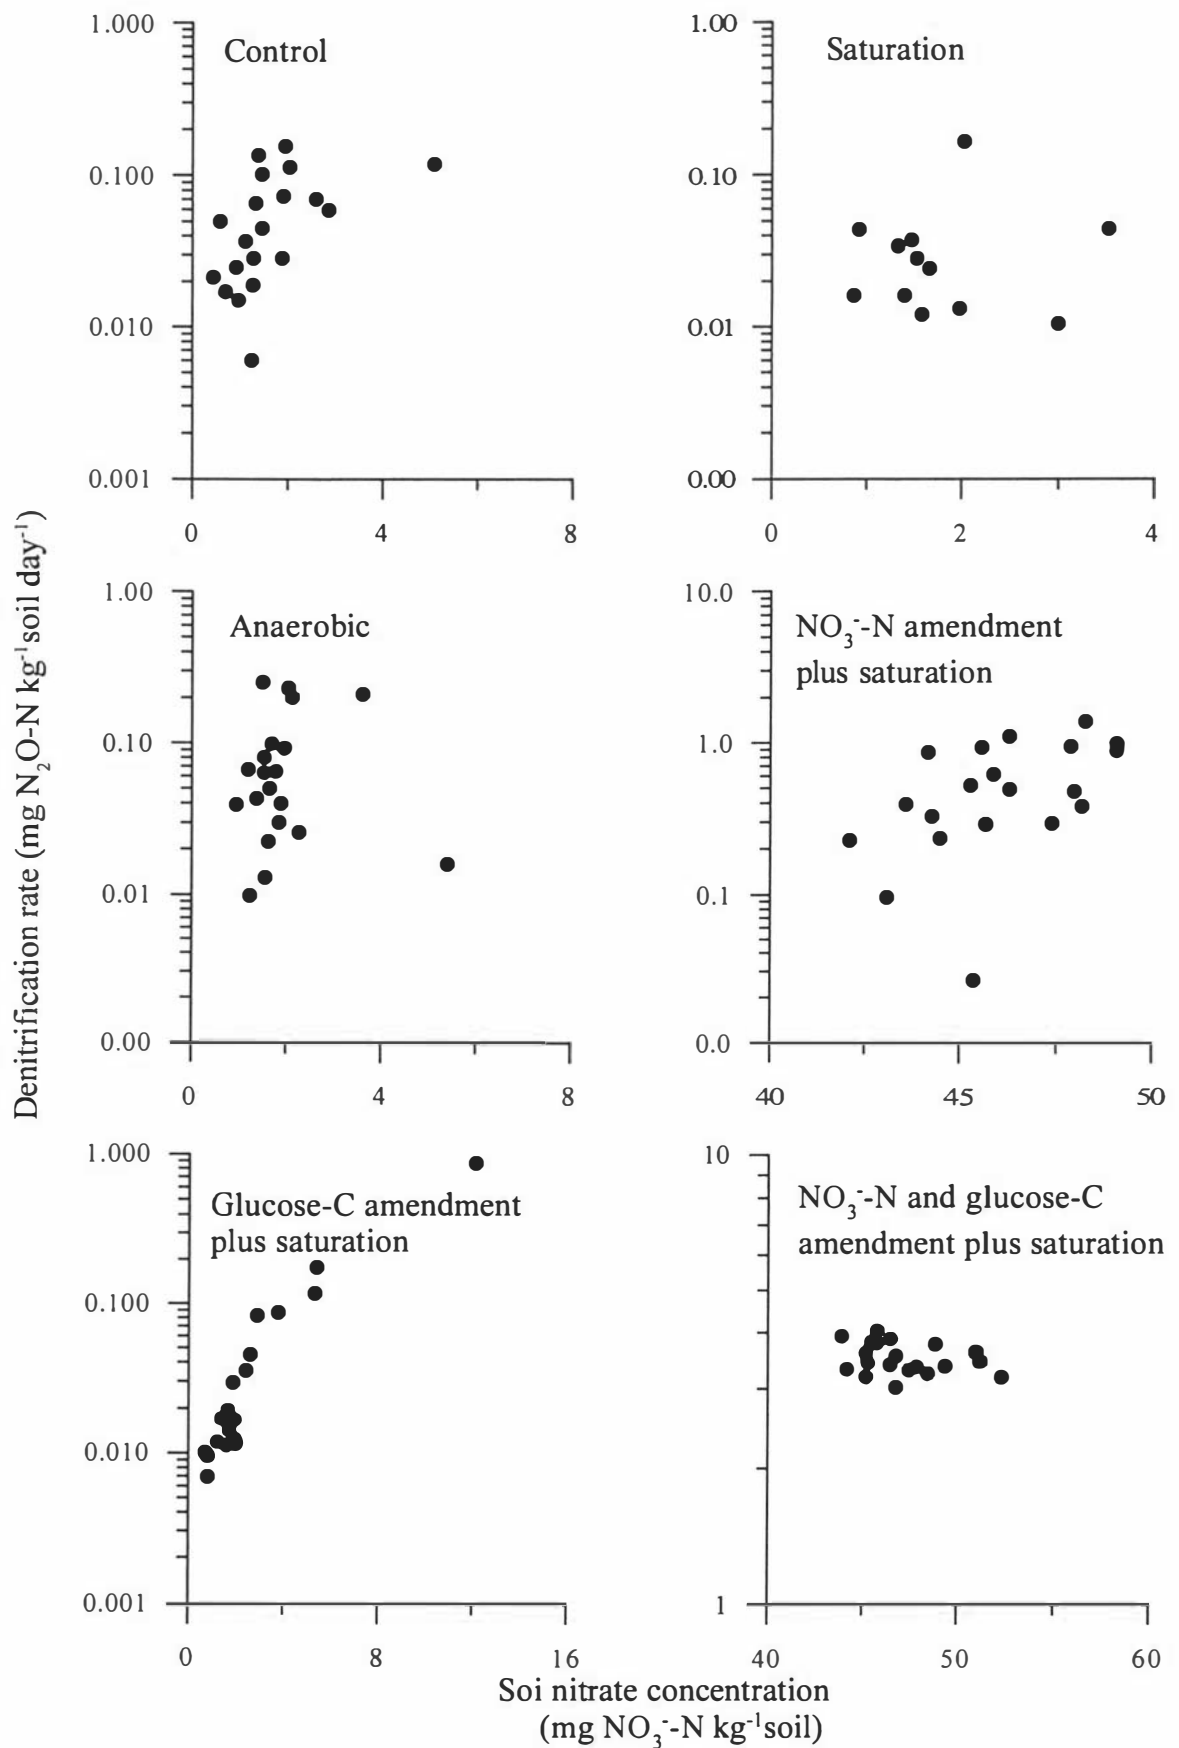 Denitrification rate (mg N₂O-N kg⁻¹soil day⁻¹)
Control
1.000
0.100
0.010
0.001
0 4 8
Saturation
1.00
0.10
0.01
0.00
0 2 4
Anaerobic
1.00
0.10
0.01
0.00
0 4 8
NO₃⁻-N amendment
plus saturation
10.0
1.0
0.1
0.0
40 45 50
Glucose-C amendment
plus saturation
1.000
0.100
0.010
0.001
0 8 16
NO₃⁻-N and glucose-C
amendment plus saturation
10
1
40 50 60
Soi nitrate concentration
(mg NO₃⁻-N kg⁻¹soil)